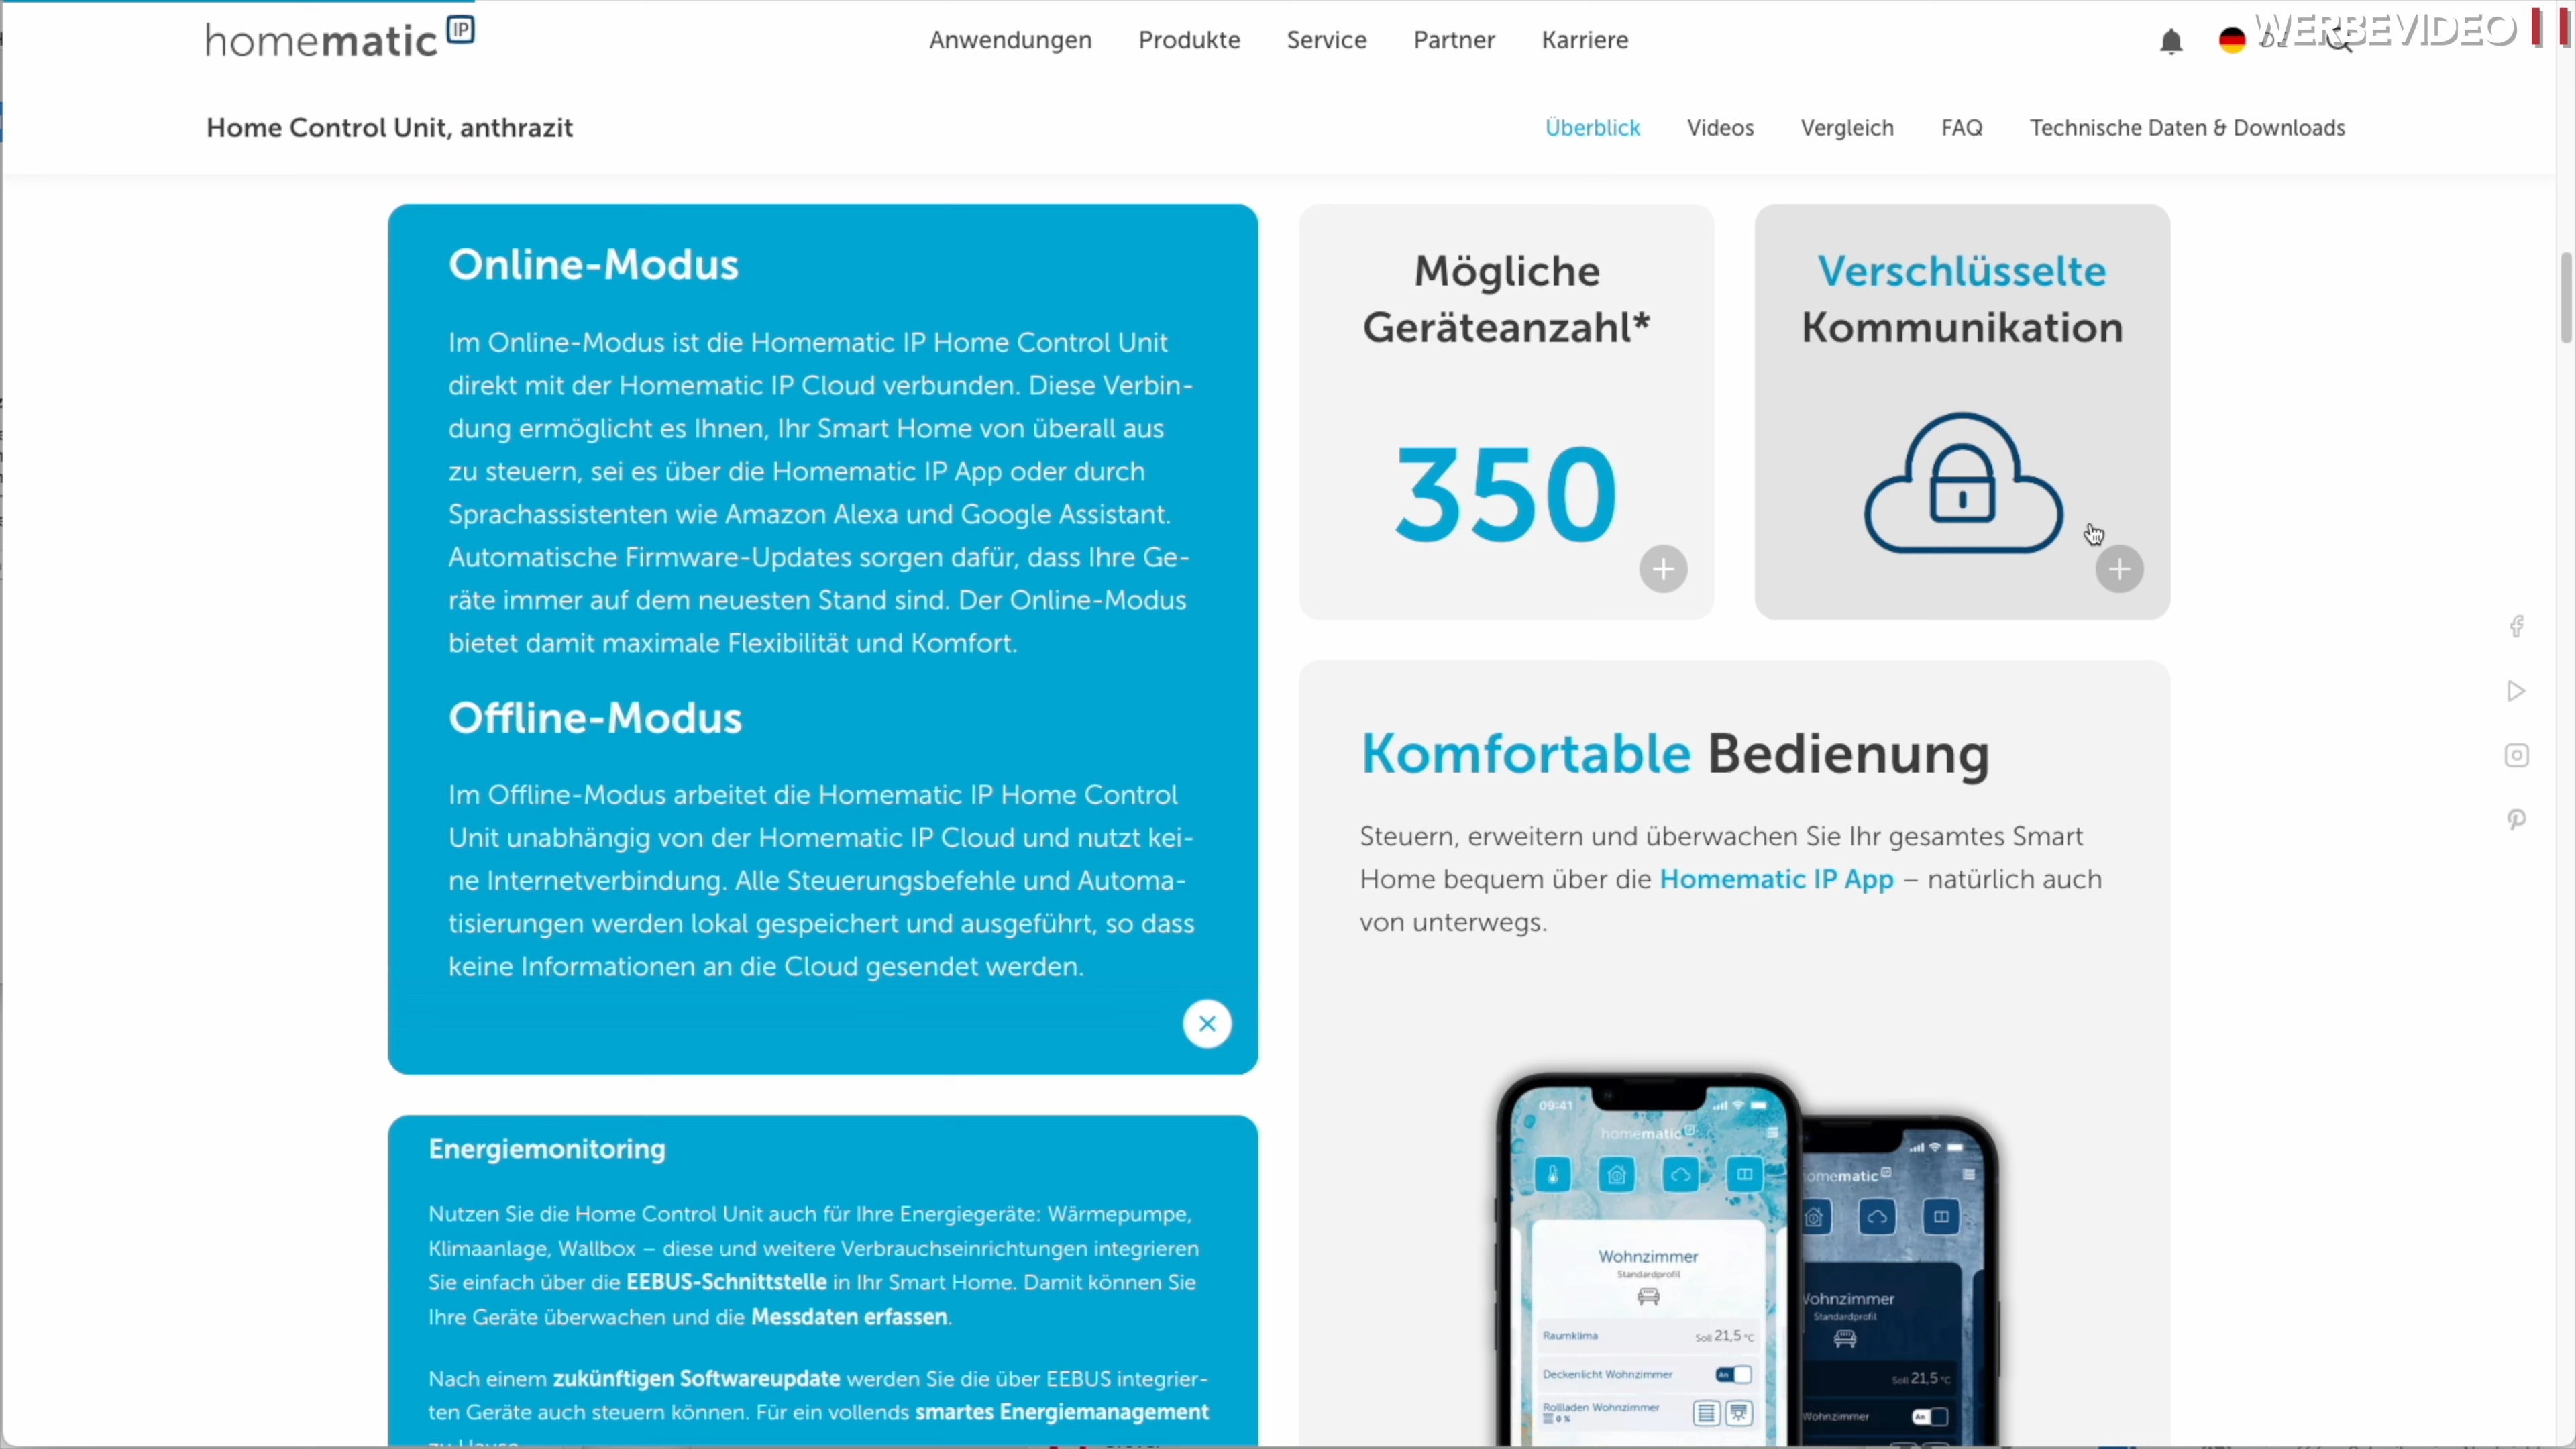 homematic IP
Anwendungen Produkte Service Partner Karriere
WERBEVIDEO
Home Control Unit, anthrazit
Überblick Videos Vergleich FAQ Technische Daten & Downloads
Online-Modus
Im Online-Modus ist die Homematic IP Home Control Unit
direkt mit der Homematic IP Cloud verbunden. Diese Verbin-
dung ermöglicht es Ihnen, Ihr Smart Home von überall aus
zu steuern, sei es über die Homematic IP App oder durch
Sprachassistenten wie Amazon Alexa und Google Assistant.
Automatische Firmware-Updates sorgen dafür, dass Ihre Ge-
räte immer auf dem neuesten Stand sind. Der Online-Modus
bietet damit maximale Flexibilität und Komfort.
Offline-Modus
Im Offline-Modus arbeitet die Homematic IP Home Control
Unit unabhängig von der Homematic IP Cloud und nutzt kei-
ne Internetverbindung. Alle Steuerungsbefehle und Automa-
tisierungen werden lokal gespeichert und ausgeführt, so dass
keine Informationen an die Cloud gesendet werden.
Mögliche
Geräteanzahl*
350
Verschlüsselte
Kommunikation
Energiemonitoring
Nutzen Sie die Home Control Unit auch für Ihre Energiegeräte: Wärmepumpe,
Klimaanlage, Wallbox – diese und weitere Verbrauchseinrichtungen integrieren
Sie einfach über die EEBUS-Schnittstelle in Ihr Smart Home. Damit können Sie
Ihre Geräte überwachen und die Messdaten erfassen.
Nach einem zukünftigen Softwareupdate werden Sie die über EEBUS integrier-
ten Geräte auch steuern können. Für ein vollends smartes Energiemanagement
zu Hause
Komfortable Bedienung
Steuern, erweitern und überwachen Sie Ihr gesamtes Smart
Home bequem über die Homematic IP App – natürlich auch
von unterwegs.
09:41
homematic IP
Wohnzimmer
Standardprofil
Raumklima Soll 21,5 °C
Deckenlicht Wohnzimmer An
Rollladen Wohnzimmer
0 %
omematic IP
Wohnzimmer
Standardprofil
Soll 21,5 °C
Wohnzimmer An